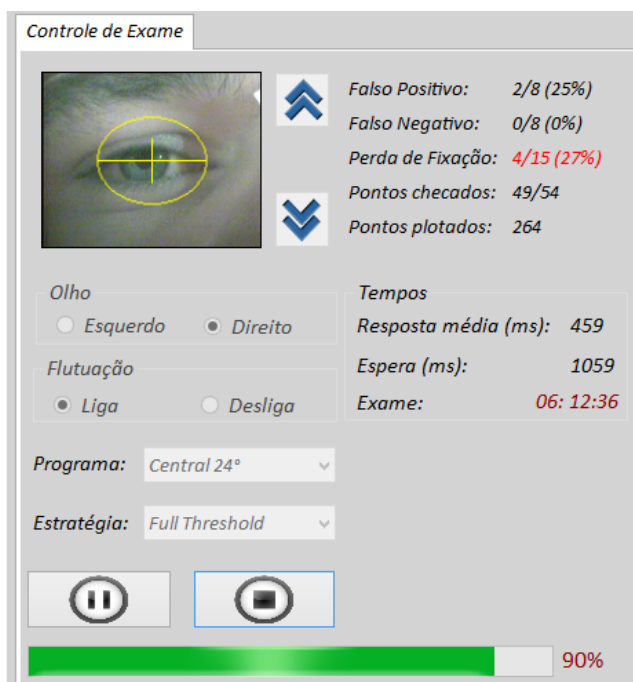 Controle de Exame
Falso Positivo: 2/8 (25%)
Falso Negativo: 0/8 (0%)
Perda de Fixação: 4/15 (27%)
Pontos checados: 49/54
Pontos plotados: 264
Olho
Esquerdo Direito
Flutuação
Liga Desliga
Tempos
Resposta média (ms): 459
Espera (ms): 1059
Exame: 06: 12:36
Programa: Central 24°
Estratégia: Full Threshold
90%